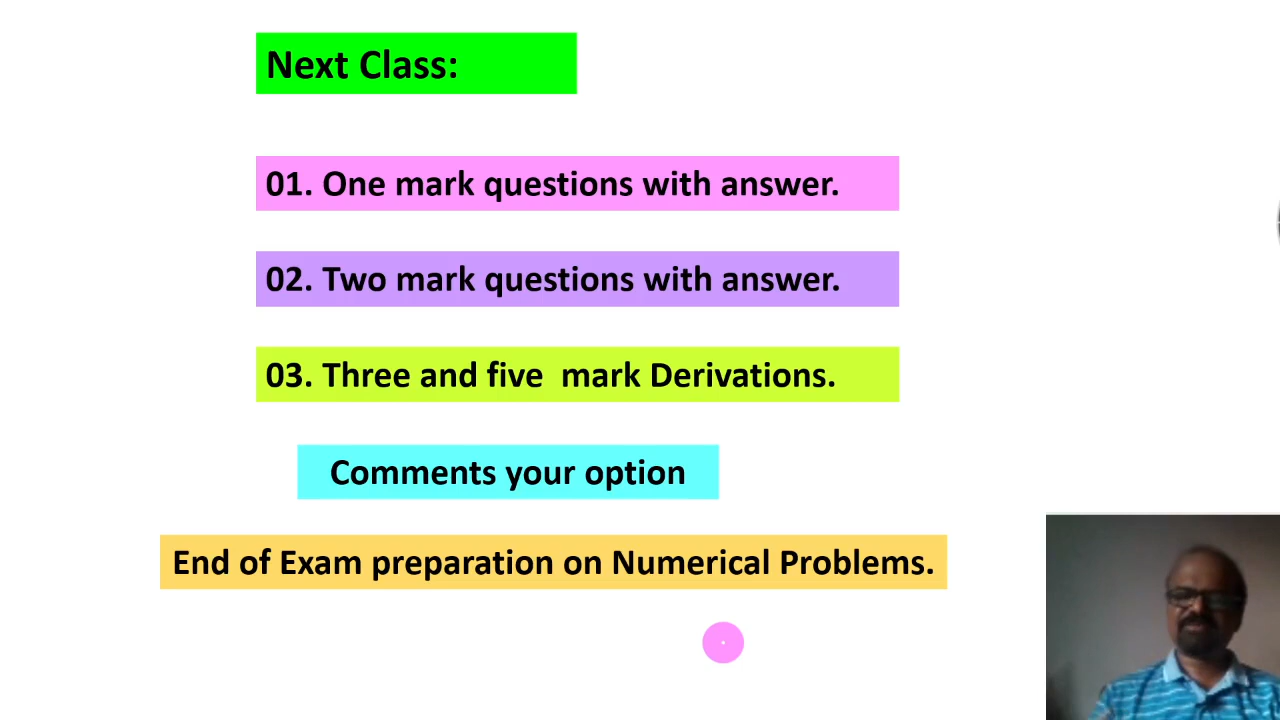 Next Class:
01. One mark questions with answer.
02. Two mark questions with answer.
03. Three and five  mark Derivations.
Comments your option
End of Exam preparation on Numerical Problems.